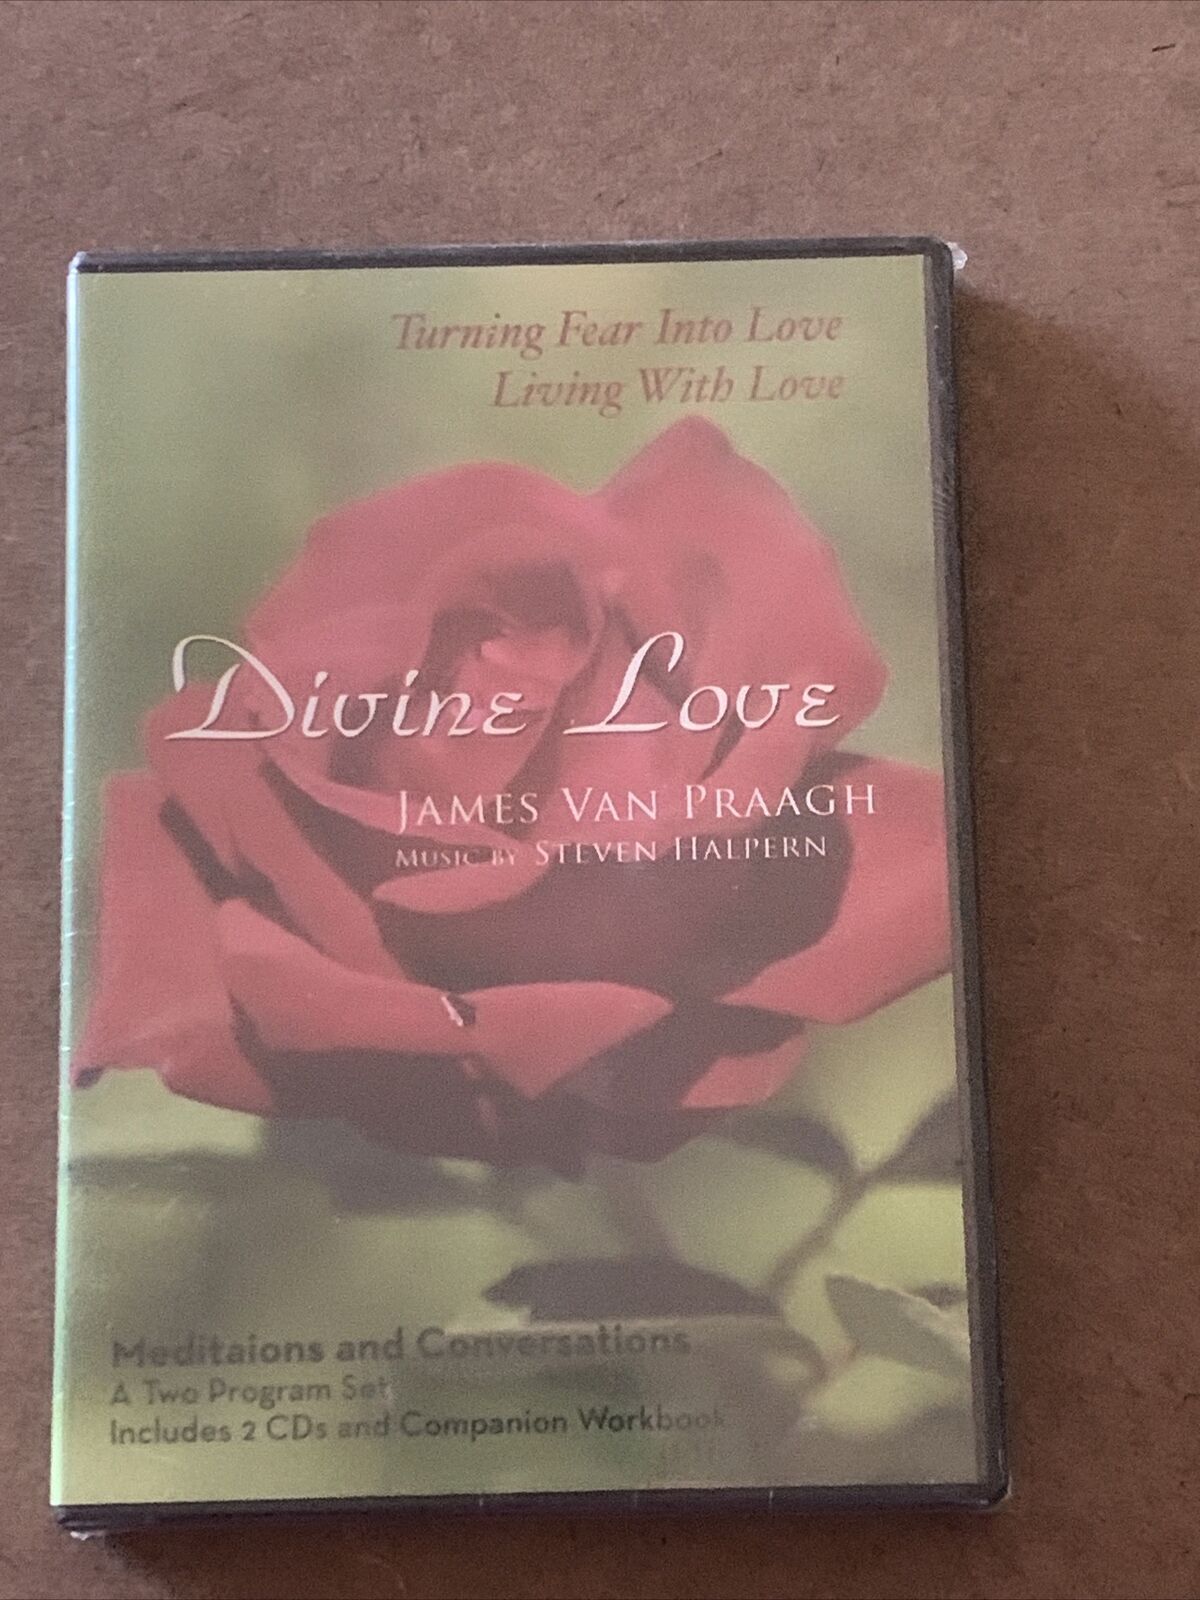 Turning Fear Into Love
Living With Love
Divine Love
JAMES VAN PRAAGH
MUSIC BY STEVEN HALPERN
Meditaions and Conversations
A Two Program Set
Includes 2 CDs and Companion Workbook